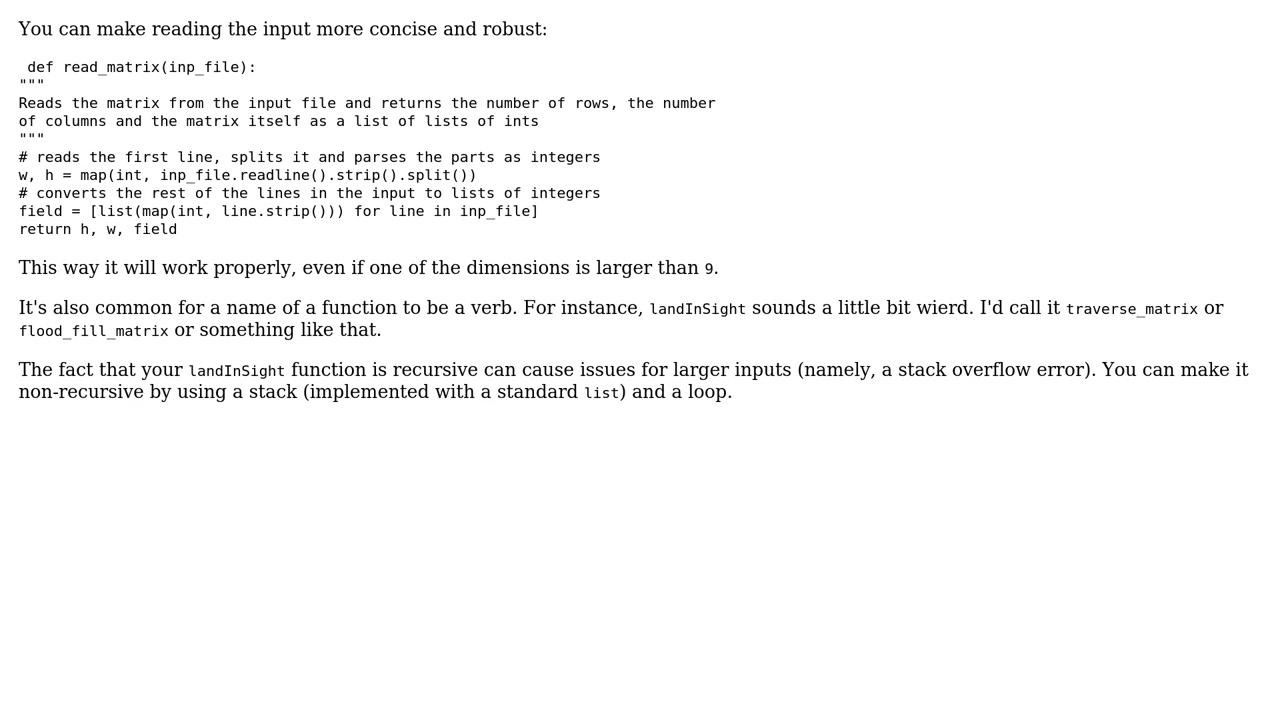 You can make reading the input more concise and robust:
def read_matrix(inp_file):
"""
Reads the matrix from the input file and returns the number of rows, the number
of columns and the matrix itself as a list of lists of ints
"""
# reads the first line, splits it and parses the parts as integers
w, h = map(int, inp_file.readline().strip().split())
# converts the rest of the lines in the input to lists of integers
field = [list(map(int, line.strip())) for line in inp_file]
return h, w, field
This way it will work properly, even if one of the dimensions is larger than 9.
It's also common for a name of a function to be a verb. For instance, landInSight sounds a little bit wierd. I'd call it traverse_matrix or
flood_fill_matrix or something like that.
The fact that your landInSight function is recursive can cause issues for larger inputs (namely, a stack overflow error). You can make it
non-recursive by using a stack (implemented with a standard list) and a loop.